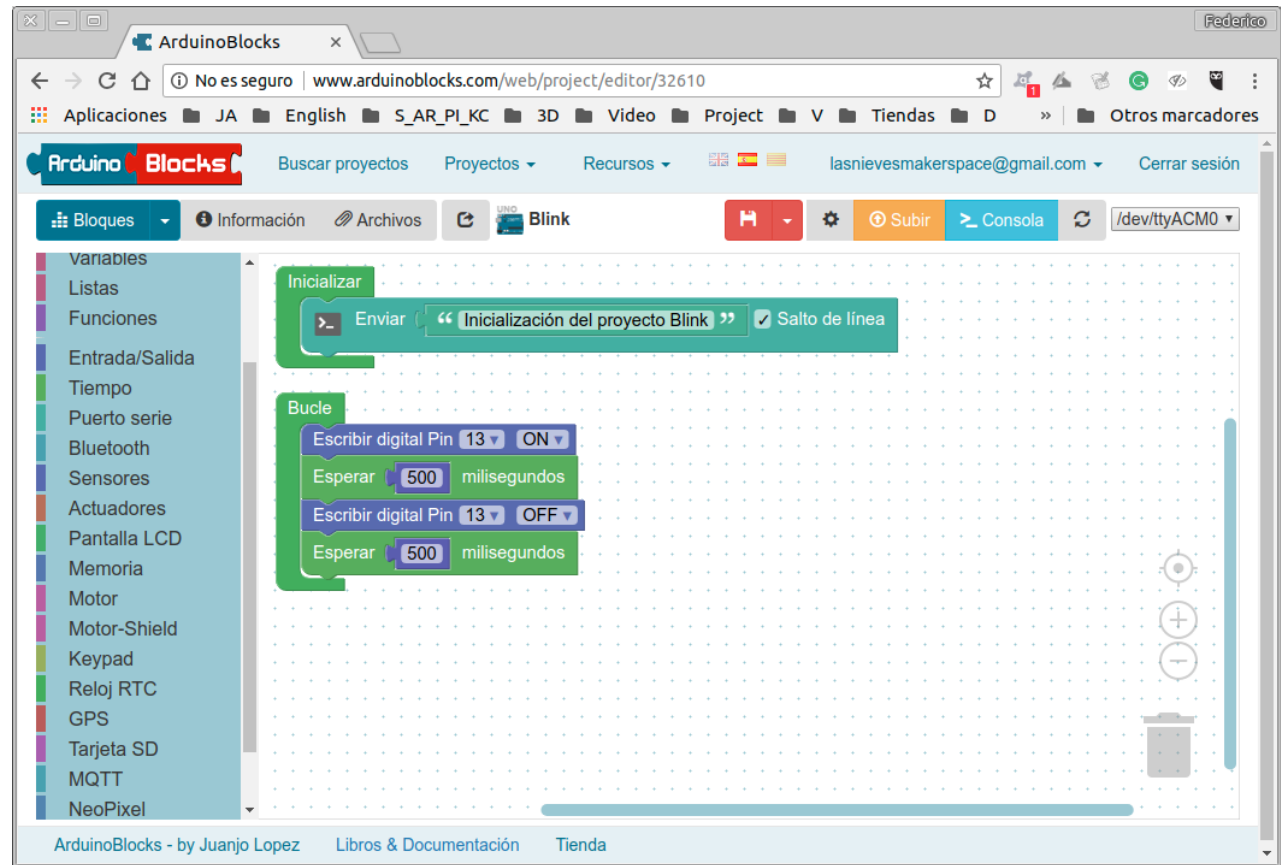 Federico
ArduinoBlocks ×
No es seguro | www.arduinoblocks.com/web/project/editor/32610
1
Aplicaciones JA English S_AR_PI_KC 3D Video Project V Tiendas D » Otros marcadores
Arduino Blocks Buscar proyectos Proyectos Recursos lasnievesmakerspace@gmail.com Cerrar sesión
Bloques Información Archivos UNO Blink Subir Consola /dev/ttyACM0
Variables
Listas
Funciones
Entrada/Salida
Tiempo
Puerto serie
Bluetooth
Sensores
Actuadores
Pantalla LCD
Memoria
Motor
Motor-Shield
Keypad
Reloj RTC
GPS
Tarjeta SD
MQTT
NeoPixel
Inicializar
Enviar “ Inicialización del proyecto Blink ” Salto de línea
Bucle
Escribir digital Pin 13 ON
Esperar 500 milisegundos
Escribir digital Pin 13 OFF
Esperar 500 milisegundos
ArduinoBlocks - by Juanjo Lopez Libros & Documentación Tienda